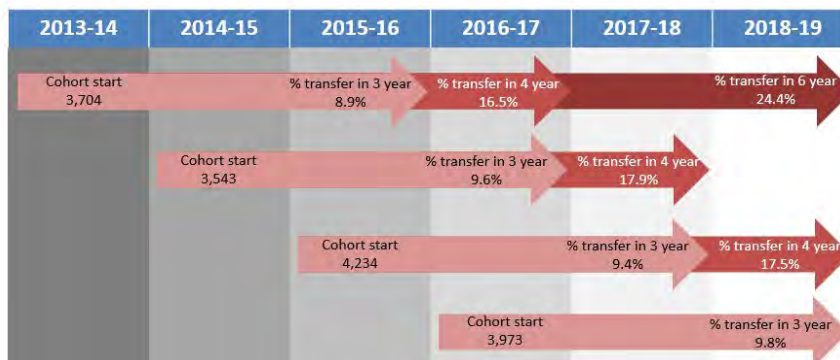 2013-14 2014-15 2015-16 2016-17 2017-18 2018-19
Cohort start % transfer in 3 year % transfer in 4 year % transfer in 6 year
3,704 8.9% 16.5% 24.4%
Cohort start % transfer in 3 year % transfer in 4 year
3,543 9.6% 17.9%
Cohort start % transfer in 3 year % transfer in 4 year
4,234 9.4% 17.5%
Cohort start % transfer in 3 year
3,973 9.8%